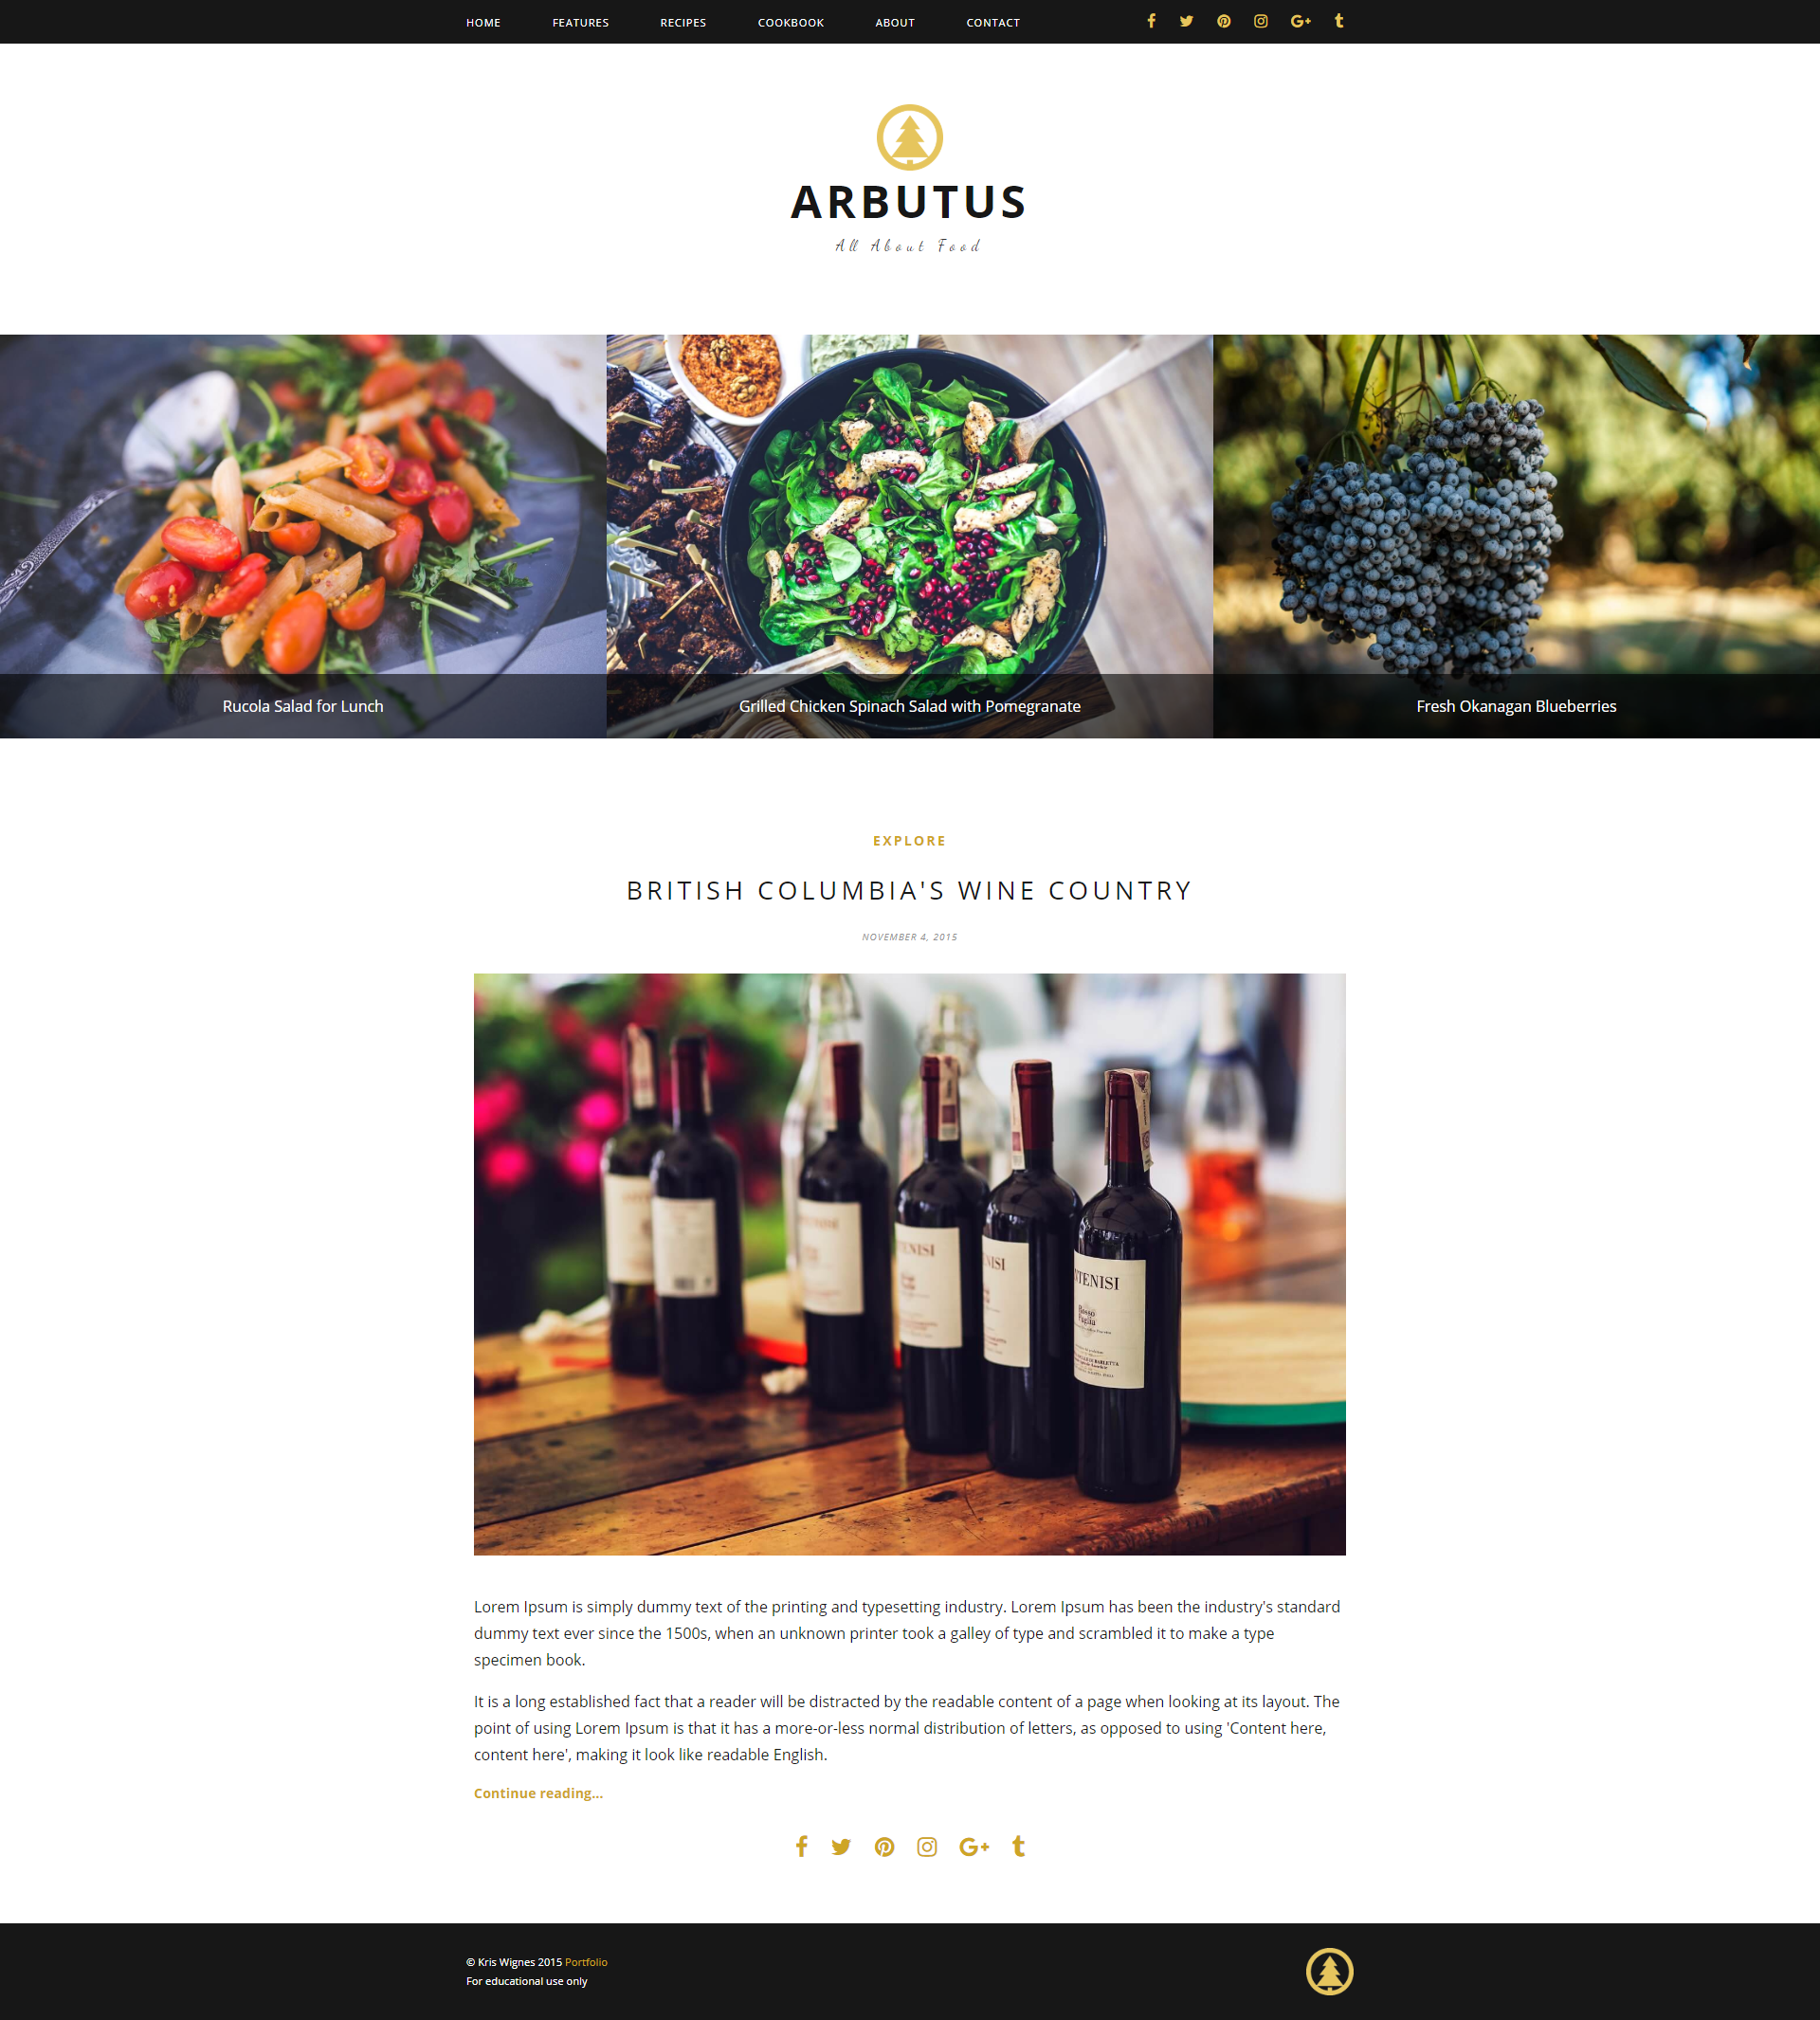 HOME FEATURES RECIPES COOKBOOK ABOUT CONTACT
ARBUTUS
All About Food
Rucola Salad for Lunch
Grilled Chicken Spinach Salad with Pomegranate
Fresh Okanagan Blueberries
EXPLORE
BRITISH COLUMBIA'S WINE COUNTRY
NOVEMBER 4, 2015
TENISI
Rosso
Puglia
Lorem Ipsum is simply dummy text of the printing and typesetting industry. Lorem Ipsum has been the industry's standard
dummy text ever since the 1500s, when an unknown printer took a galley of type and scrambled it to make a type
specimen book.
It is a long established fact that a reader will be distracted by the readable content of a page when looking at its layout. The
point of using Lorem Ipsum is that it has a more-or-less normal distribution of letters, as opposed to using 'Content here,
content here', making it look like readable English.
Continue reading...
© Kris Wignes 2015 Portfolio
For educational use only